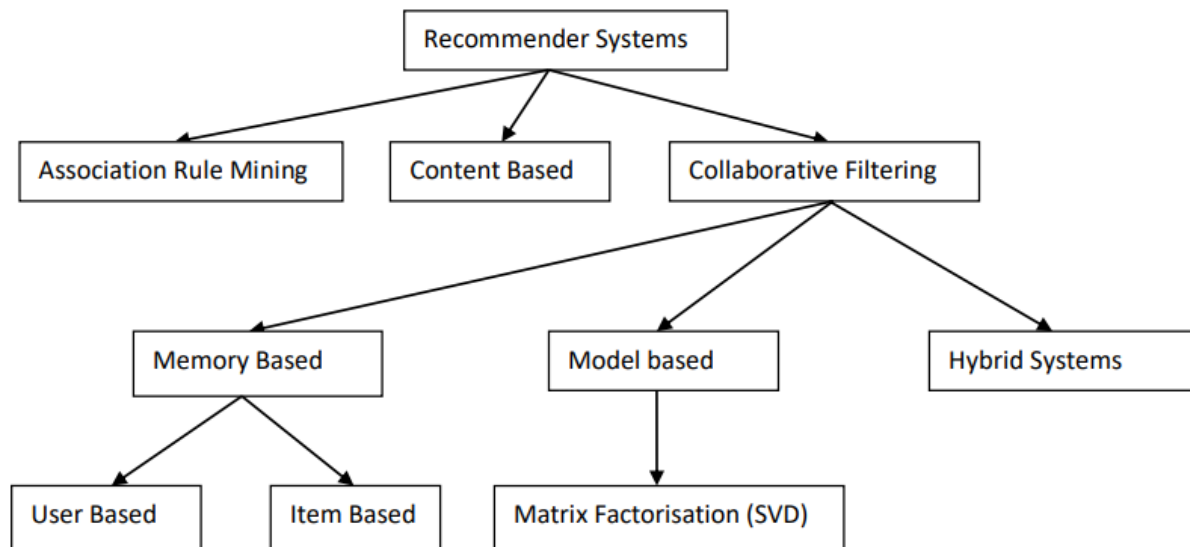 Recommender Systems
Association Rule Mining
Content Based
Collaborative Filtering
Memory Based
Model based
Hybrid Systems
User Based
Item Based
Matrix Factorisation (SVD)